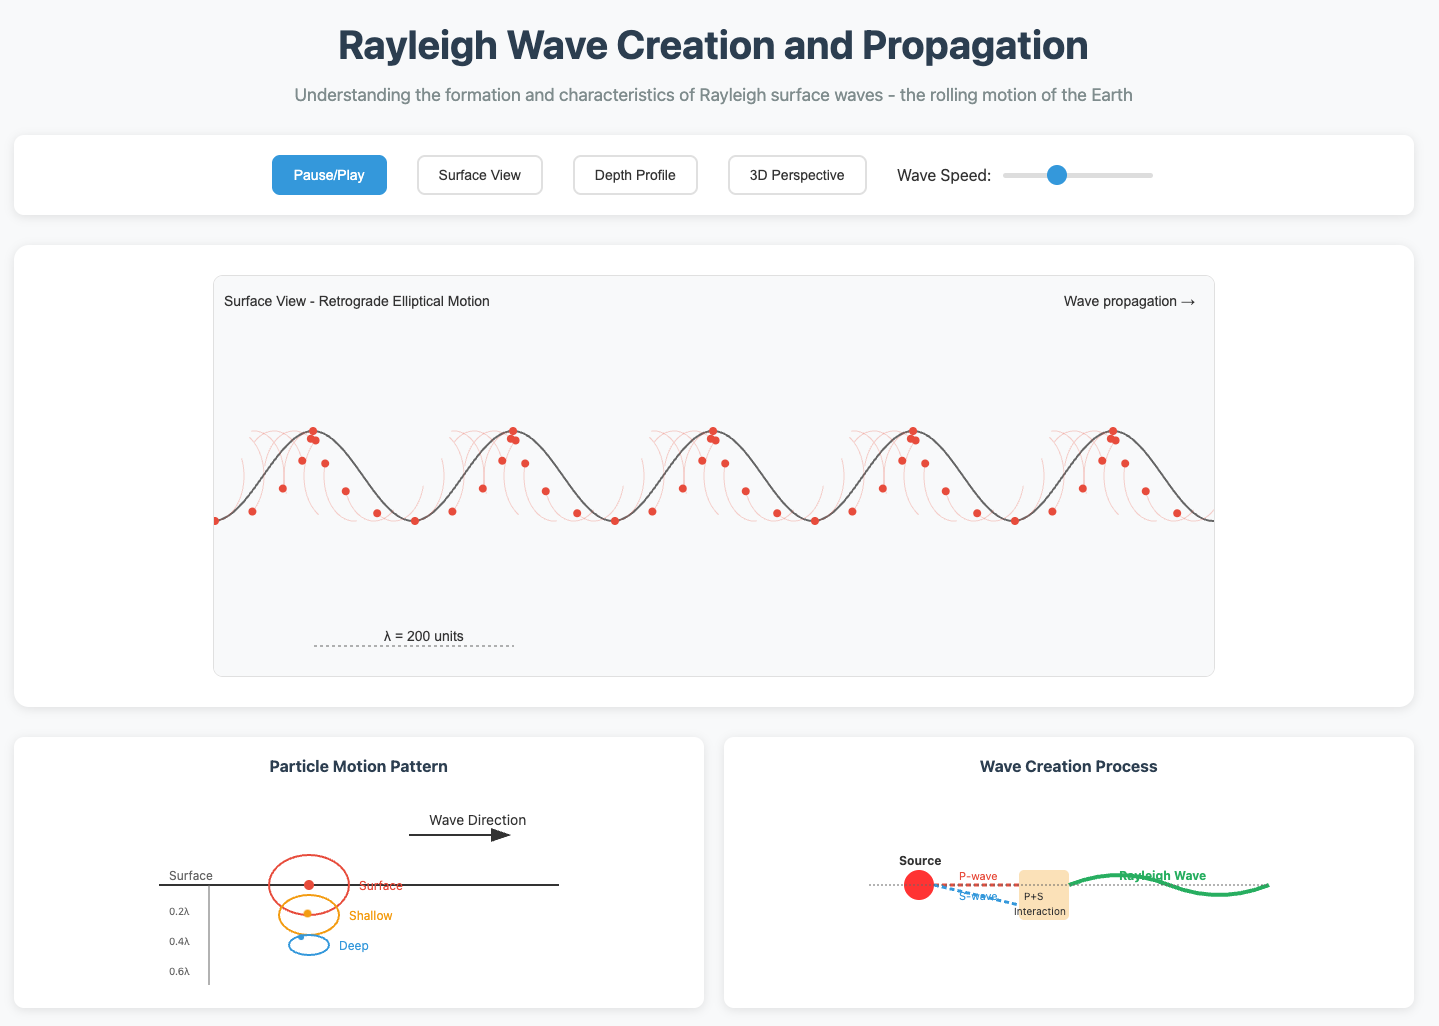 Rayleigh Wave Creation and Propagation
Understanding the formation and characteristics of Rayleigh surface waves - the rolling motion of the Earth
Pause/Play
Surface View
Depth Profile
3D Perspective
Wave Speed:
Surface View - Retrograde Elliptical Motion
Wave propagation →
λ = 200 units
Particle Motion Pattern
Wave Direction
Surface
Surface
0.2λ
Shallow
0.4λ
Deep
0.6λ
Wave Creation Process
Source
P-wave
Rayleigh Wave
S-wave
P+S
Interaction